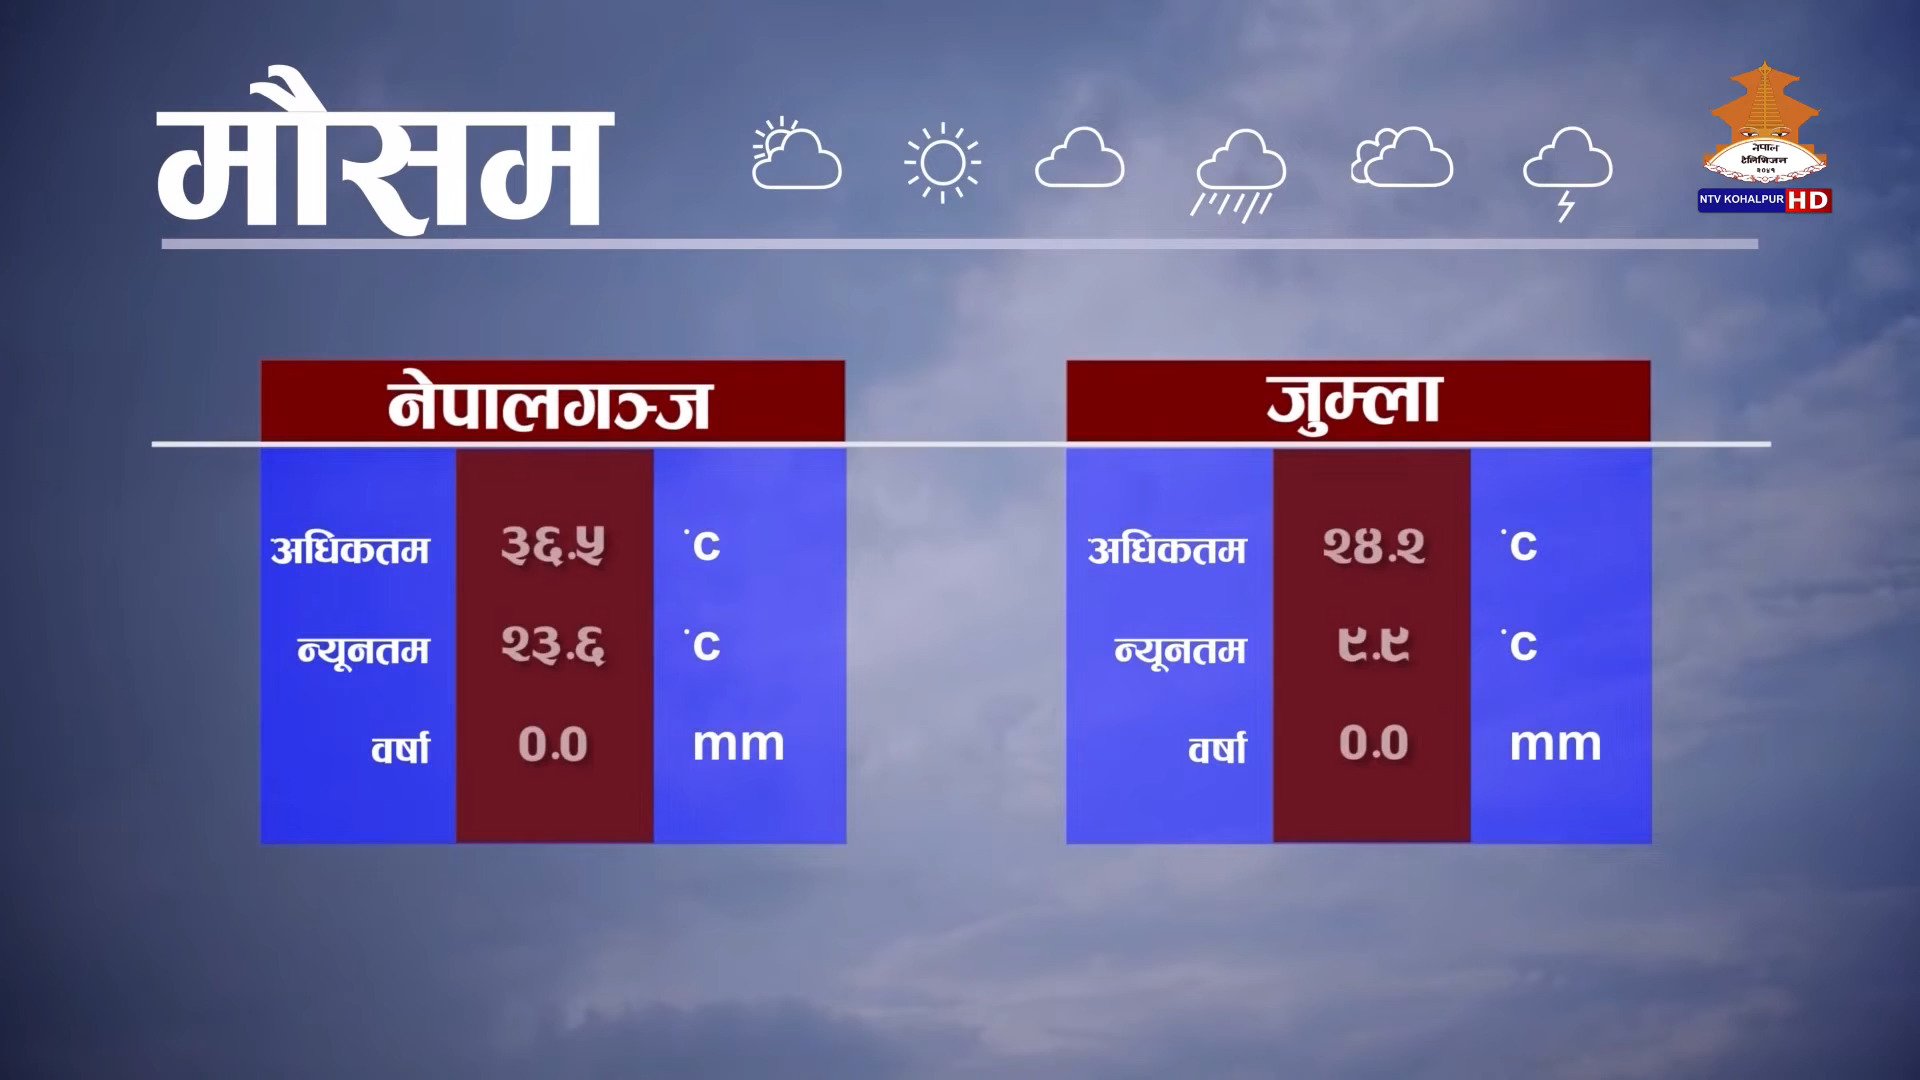 मौसम
नेपाल
टेलिभिजन
२०४१
NTV KOHALPUR HD
नेपालगञ्ज
अधिकतम ३६.५ °C
न्यूनतम २३.६ °C
वर्षा 0.0 mm
जुम्ला
अधिकतम २४.२ °C
न्यूनतम ९.९ °C
वर्षा 0.0 mm